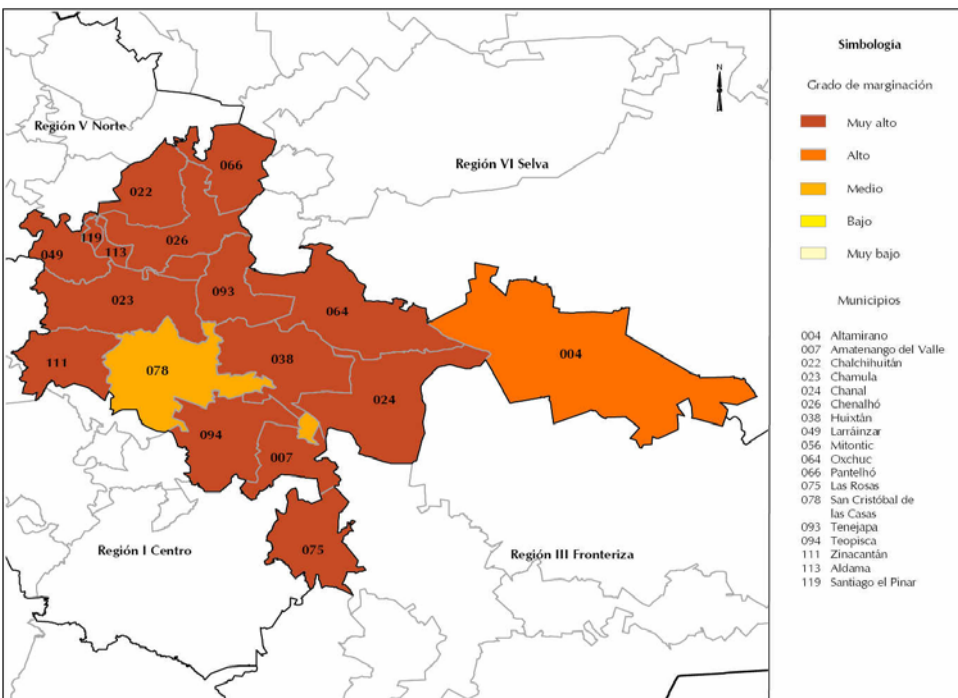 Simbología
Grado de marginación
Muy alto
Alto
Medio
Bajo
Muy bajo
Municipios
004 Altamirano
007 Amatenango del Valle
022 Chalchihuitán
023 Chamula
024 Chanal
026 Chenalhó
038 Huixtán
049 Larráinzar
056 Mitontic
064 Oxchuc
066 Pantelhó
075 Las Rosas
078 San Cristóbal de
las Casas
093 Tenejapa
094 Teopisca
111 Zinacantán
113 Aldama
119 Santiago el Pinar
N
Región V Norte
Región VI Selva
066
022
119
026
049
113
093
023
064
004
111
078
038
024
094
007
Región I Centro
075
Región III Fronteriza